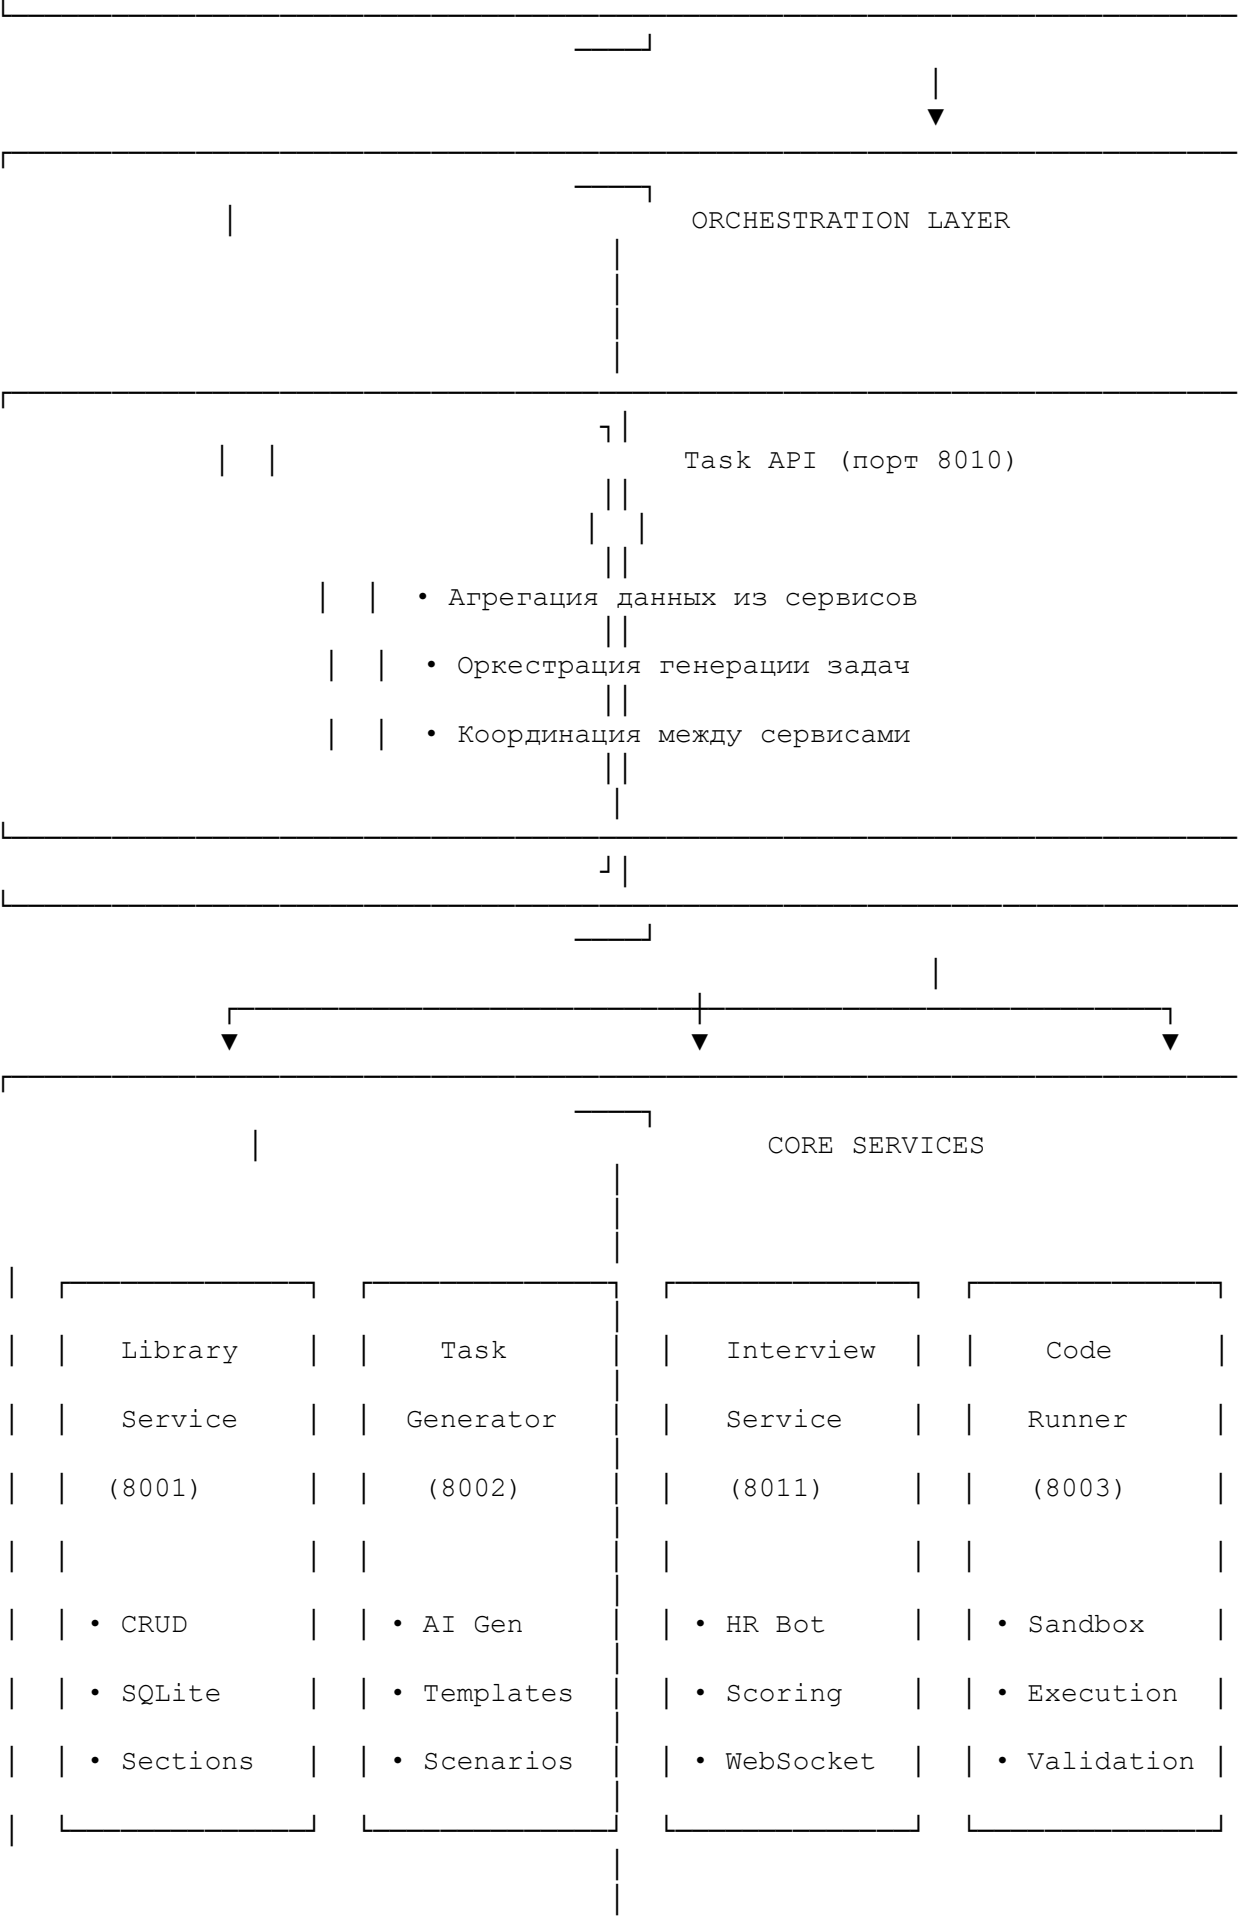 ORCHESTRATION LAYER
Task API (порт 8010)
• Агрегация данных из сервисов
• Оркестрация генерации задач
• Координация между сервисами
CORE SERVICES
Library Task Interview Code
Service Generator Service Runner
(8001) (8002) (8011) (8003)
• CRUD • AI Gen • HR Bot • Sandbox
• SQLite • Templates • Scoring • Execution
• Sections • Scenarios • WebSocket • Validation